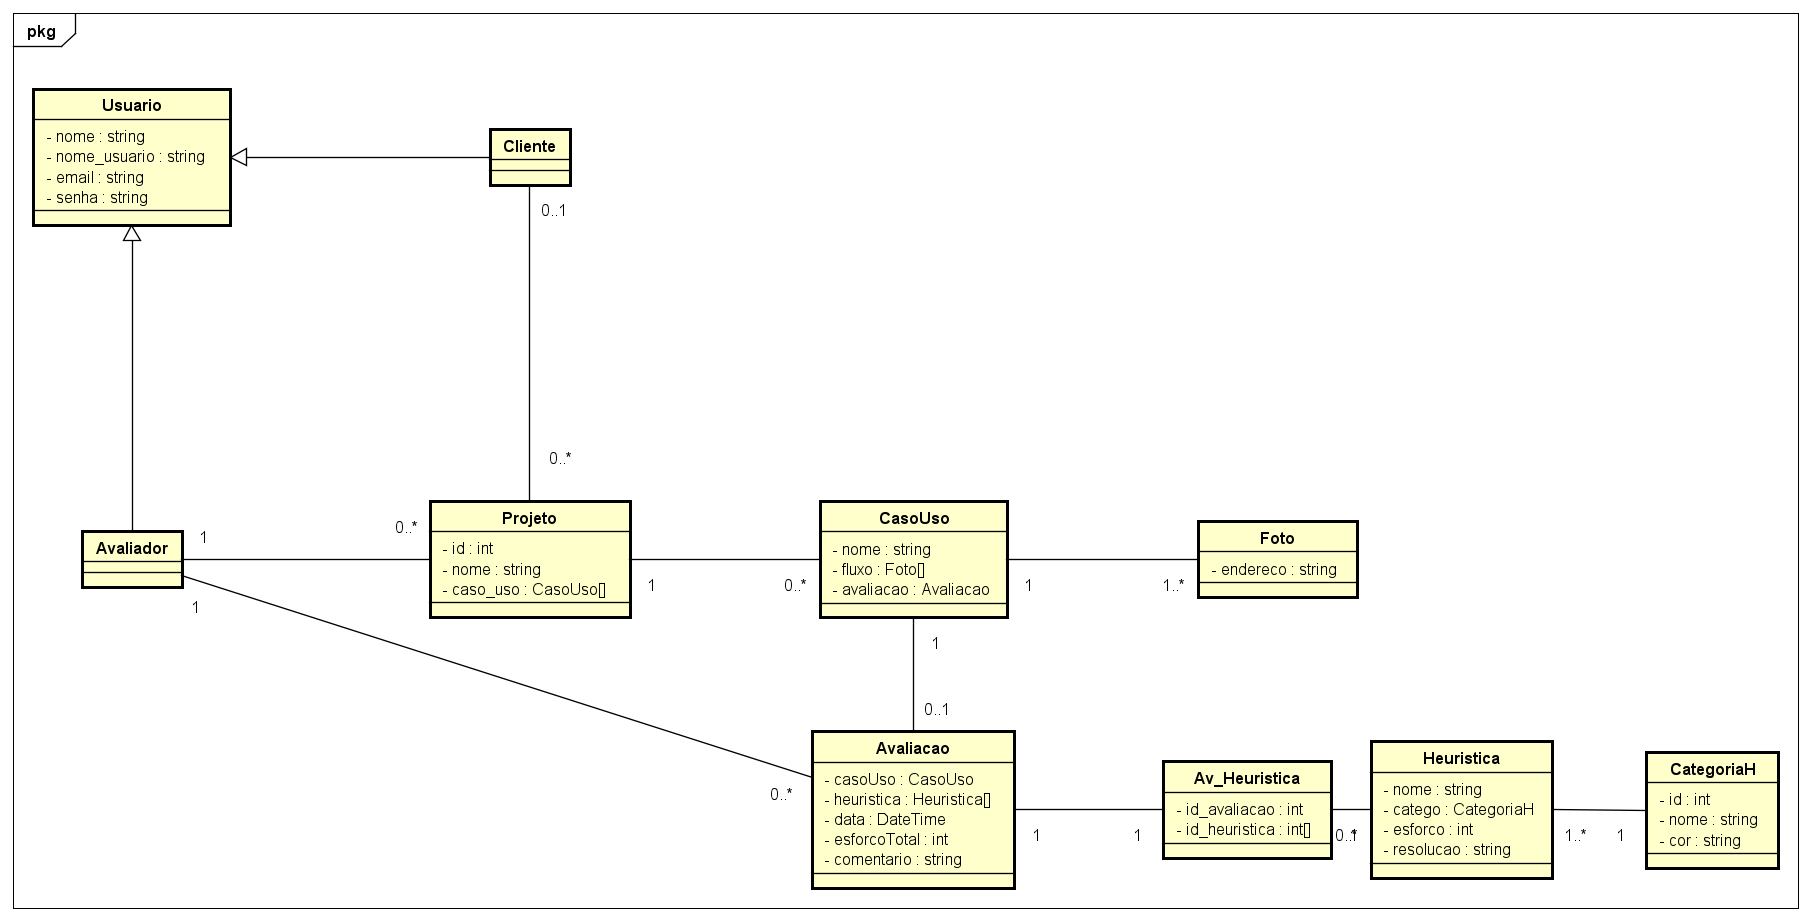 pkg
Usuario
- nome : string
- nome_usuario : string
- email : string
- senha : string
Cliente
0..1
0..*
Avaliador
1
0..*
1
Projeto
- id : int
- nome : string
- caso_uso : CasoUso[]
1
0..*
CasoUso
- nome : string
- fluxo : Foto[]
- avaliacao : Avaliacao
1
1..*
Foto
- endereco : string
1
0..1
0..*
Avaliacao
- casoUso : CasoUso
- heuristica : Heuristica[]
- data : DateTime
- esforcoTotal : int
- comentario : string
1
1
Av_Heuristica
- id_avaliacao : int
- id_heuristica : int[]
Heuristica
- nome : string
- catego : CategoriaH
- esforco : int
- resolucao : string
1..*
1
CategoriaH
- id : int
- nome : string
- cor : string